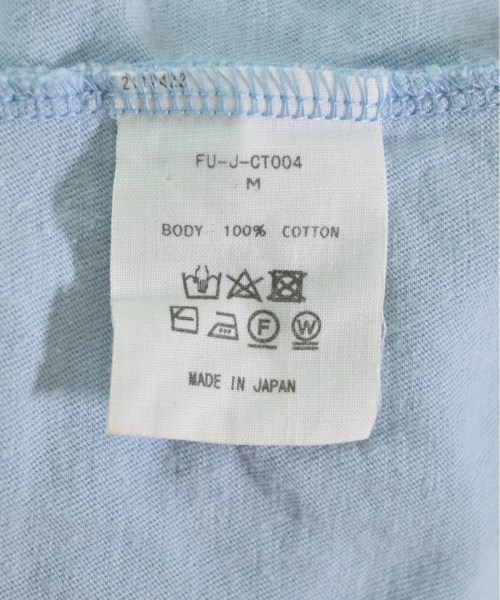 FU-J-CT004
M
BODY 100% COTTON
F W
MADE IN JAPAN